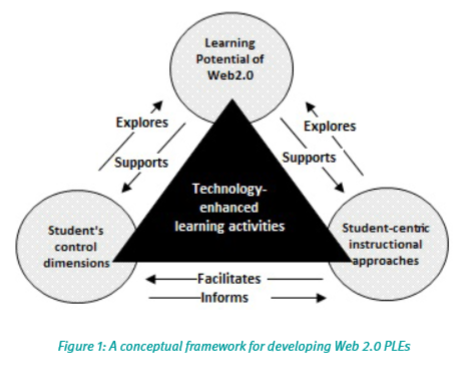 Learning
Potential of
Web2.0
Explores
Supports
Explores
Supports
Technology-
enhanced
learning activities
Student's
control
dimensions
Student-centric
instructional
approaches
Facilitates
Informs
Figure 1: A conceptual framework for developing Web 2.0 PLEs